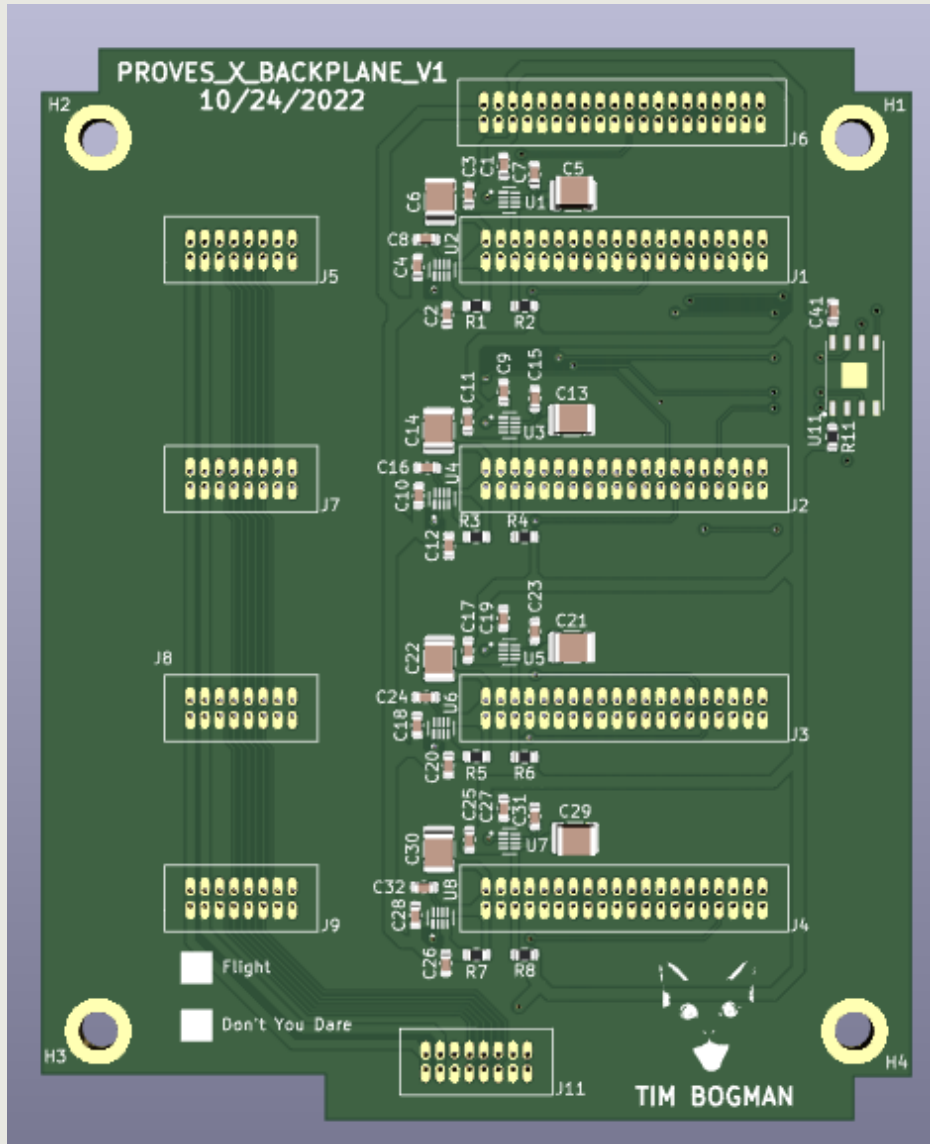 PROVES_X_BACKPLANE_V1
10/24/2022
H2
H1
J6
C3
C1
C7
C5
C6
U1
C8
U2
C4
J5
J1
C2
R1
R2
C41
C9
C15
C11
C13
C14
U3
U11
R11
C16
U4
C10
J7
J2
R3
R4
C12
C23
C19
C17
C21
C22
U5
J8
C24
U6
C18
J3
C20
R5
R6
C25
C27
C31
C29
C30
U7
C32
U8
C28
J9
J4
C26
R7
R8
Flight
Don't You Dare
H3
H4
J11
TIM BOGMAN